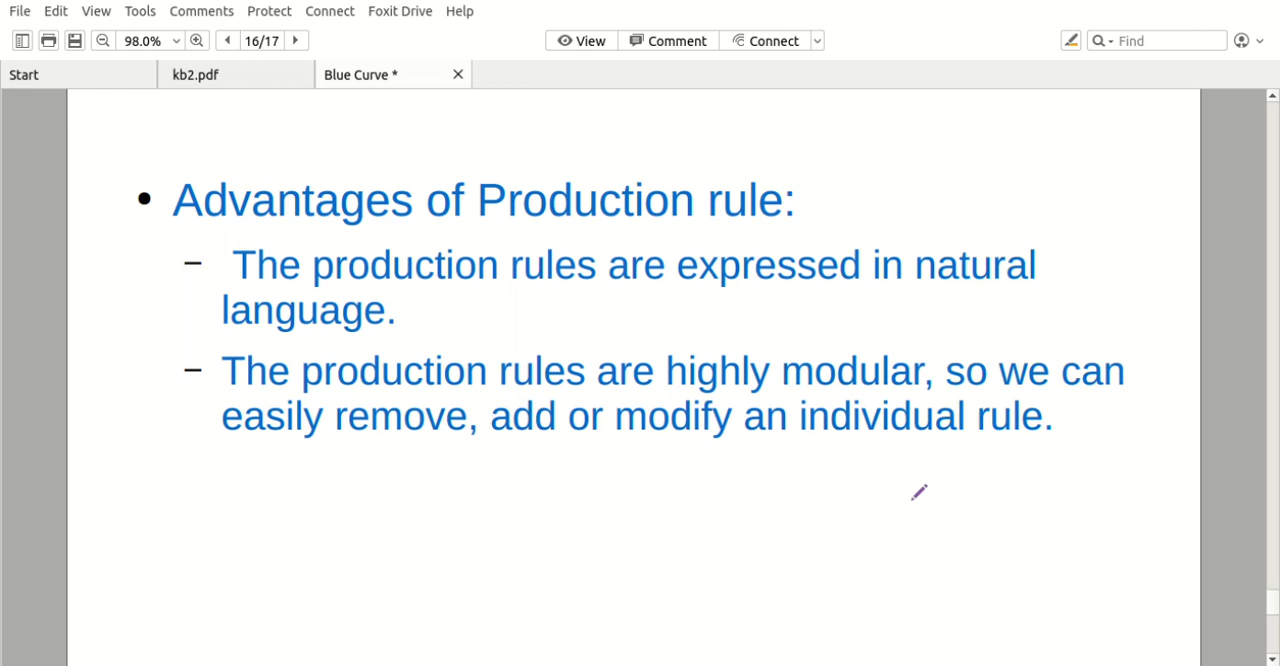 File Edit View Tools Comments Protect Connect Foxit Drive Help
98.0% 16/17 View Comment Connect Find
Start kb2.pdf Blue Curve *
• Advantages of Production rule:
– The production rules are expressed in natural
language.
– The production rules are highly modular, so we can
easily remove, add or modify an individual rule.